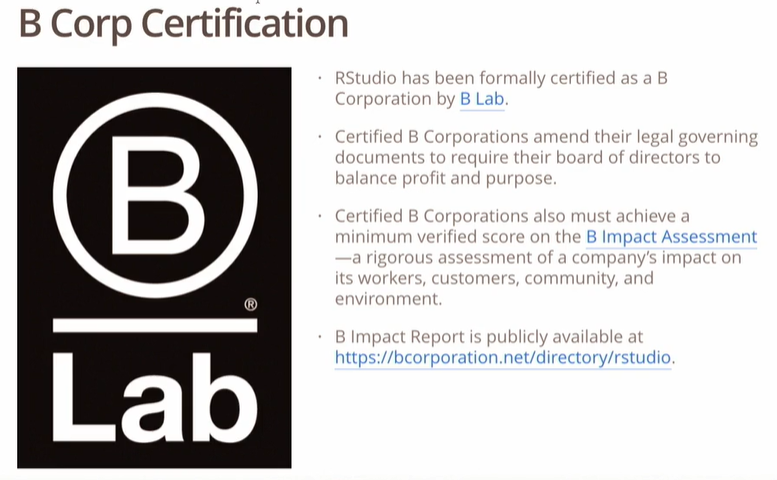 B Corp Certification
B
®
Lab
· RStudio has been formally certified as a B
Corporation by B Lab.
· Certified B Corporations amend their legal governing
documents to require their board of directors to
balance profit and purpose.
· Certified B Corporations also must achieve a
minimum verified score on the B Impact Assessment
—a rigorous assessment of a company’s impact on
its workers, customers, community, and
environment.
· B Impact Report is publicly available at
https://bcorporation.net/directory/rstudio.